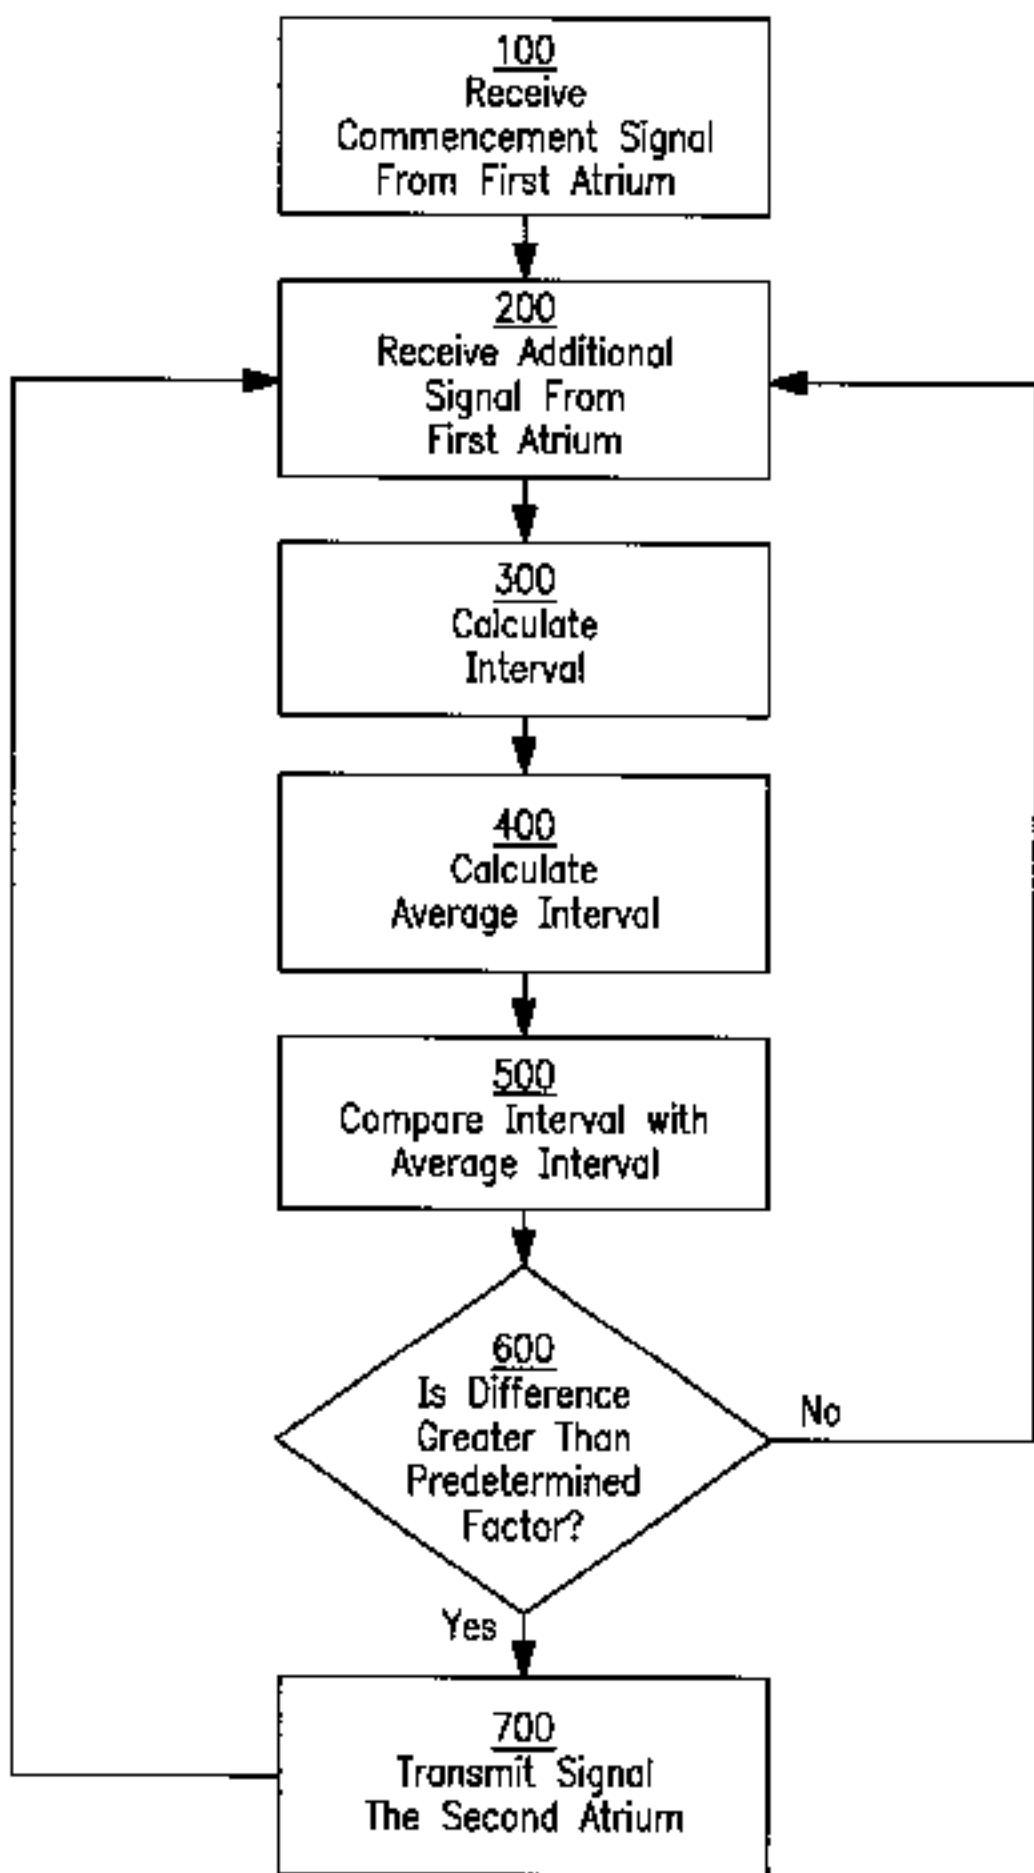 100
Receive
Commencement Signal
From First Atrium
200
Receive Additional
Signal From
First Atrium
300
Calculate
Interval
400
Calculate
Average Interval
500
Compare Interval with
Average Interval
600
Is Difference
Greater Than
Predetermined
Factor?
No
Yes
700
Transmit Signal
The Second Atrium